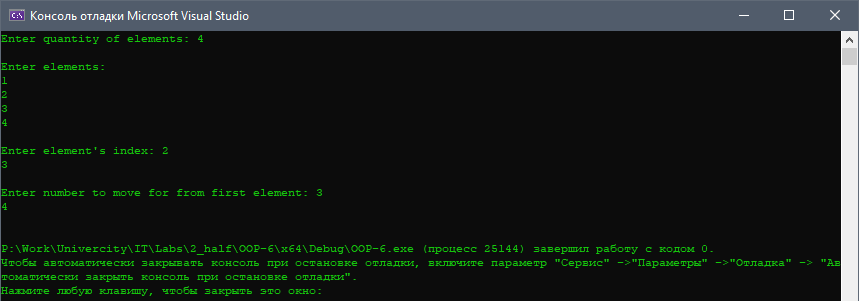 Консоль отладки Microsoft Visual Studio
Enter quantity of elements: 4
Enter elements:
1
2
3
4
Enter element's index: 2
3
Enter number to move for from first element: 3
4
P:\Work\Univercity\IT\Labs\2_half\OOP-6\x64\Debug\OOP-6.exe (процесс 25144) завершил работу с кодом 0.
Чтобы автоматически закрывать консоль при остановке отладки, включите параметр "Сервис" ->"Параметры" ->"Отладка" -> "Ав
томатически закрыть консоль при остановке отладки".
Нажмите любую клавишу, чтобы закрыть это окно: